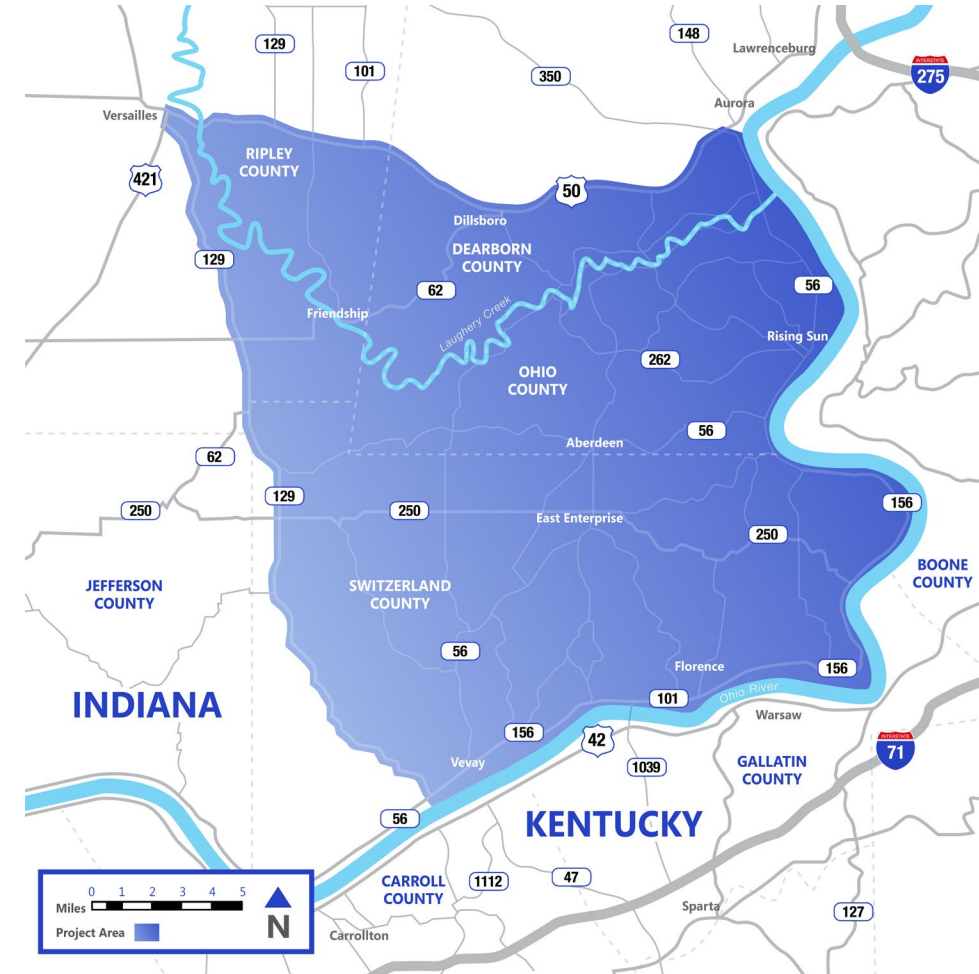 129
148
Lawrenceburg
101
350
INTERSTATE
275
Aurora
Versailles
RIPLEY
COUNTY
421
50
Dillsboro
DEARBORN
COUNTY
129
62
56
Friendship
Laughery Creek
Rising Sun
262
OHIO
COUNTY
56
Aberdeen
62
129
156
250
250
East Enterprise
250
BOONE
COUNTY
JEFFERSON
COUNTY
SWITZERLAND
COUNTY
56
Florence
156
Ohio River
101
INDIANA
Warsaw
156
42
INTERSTATE
71
Vevay
1039
GALLATIN
COUNTY
56
KENTUCKY
CARROLL
COUNTY
1112
47
0 1 2 3 4 5
Miles
N
Project Area
Sparta
127
Carrollton